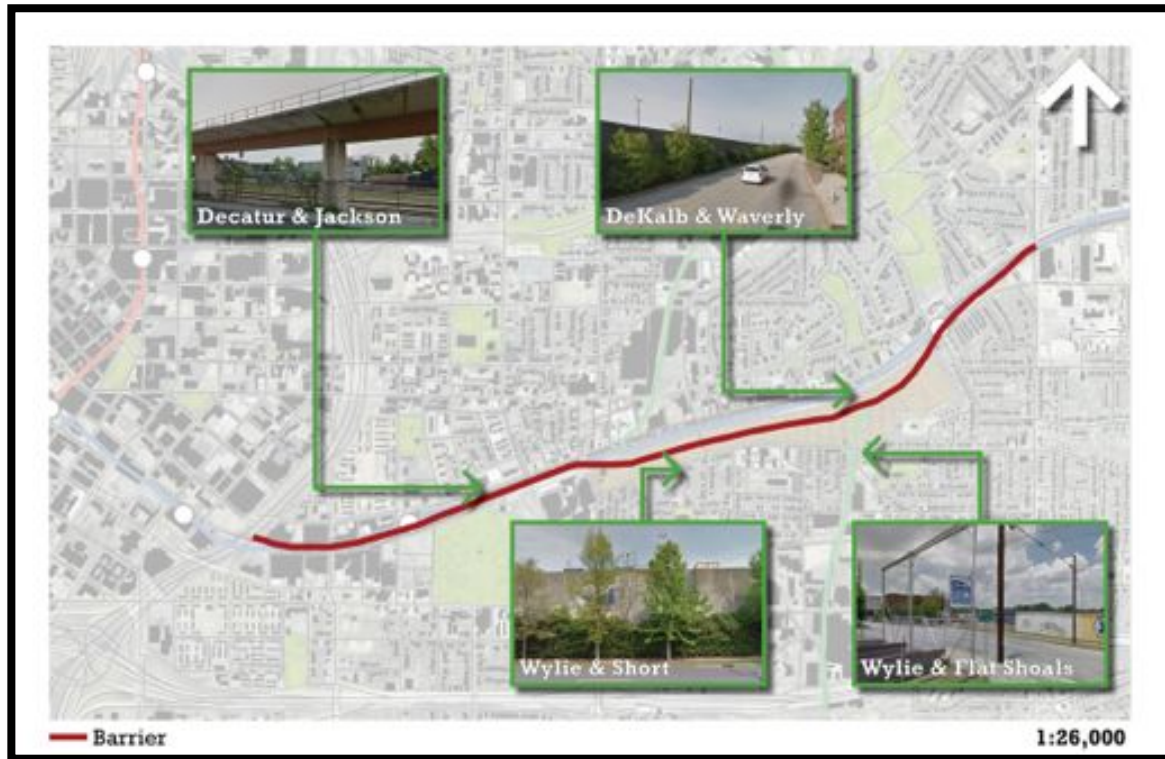 Decatur & Jackson
DeKalb & Waverly
Wylie & Short
Wylie & Flat Shoals
Barrier
1:26,000